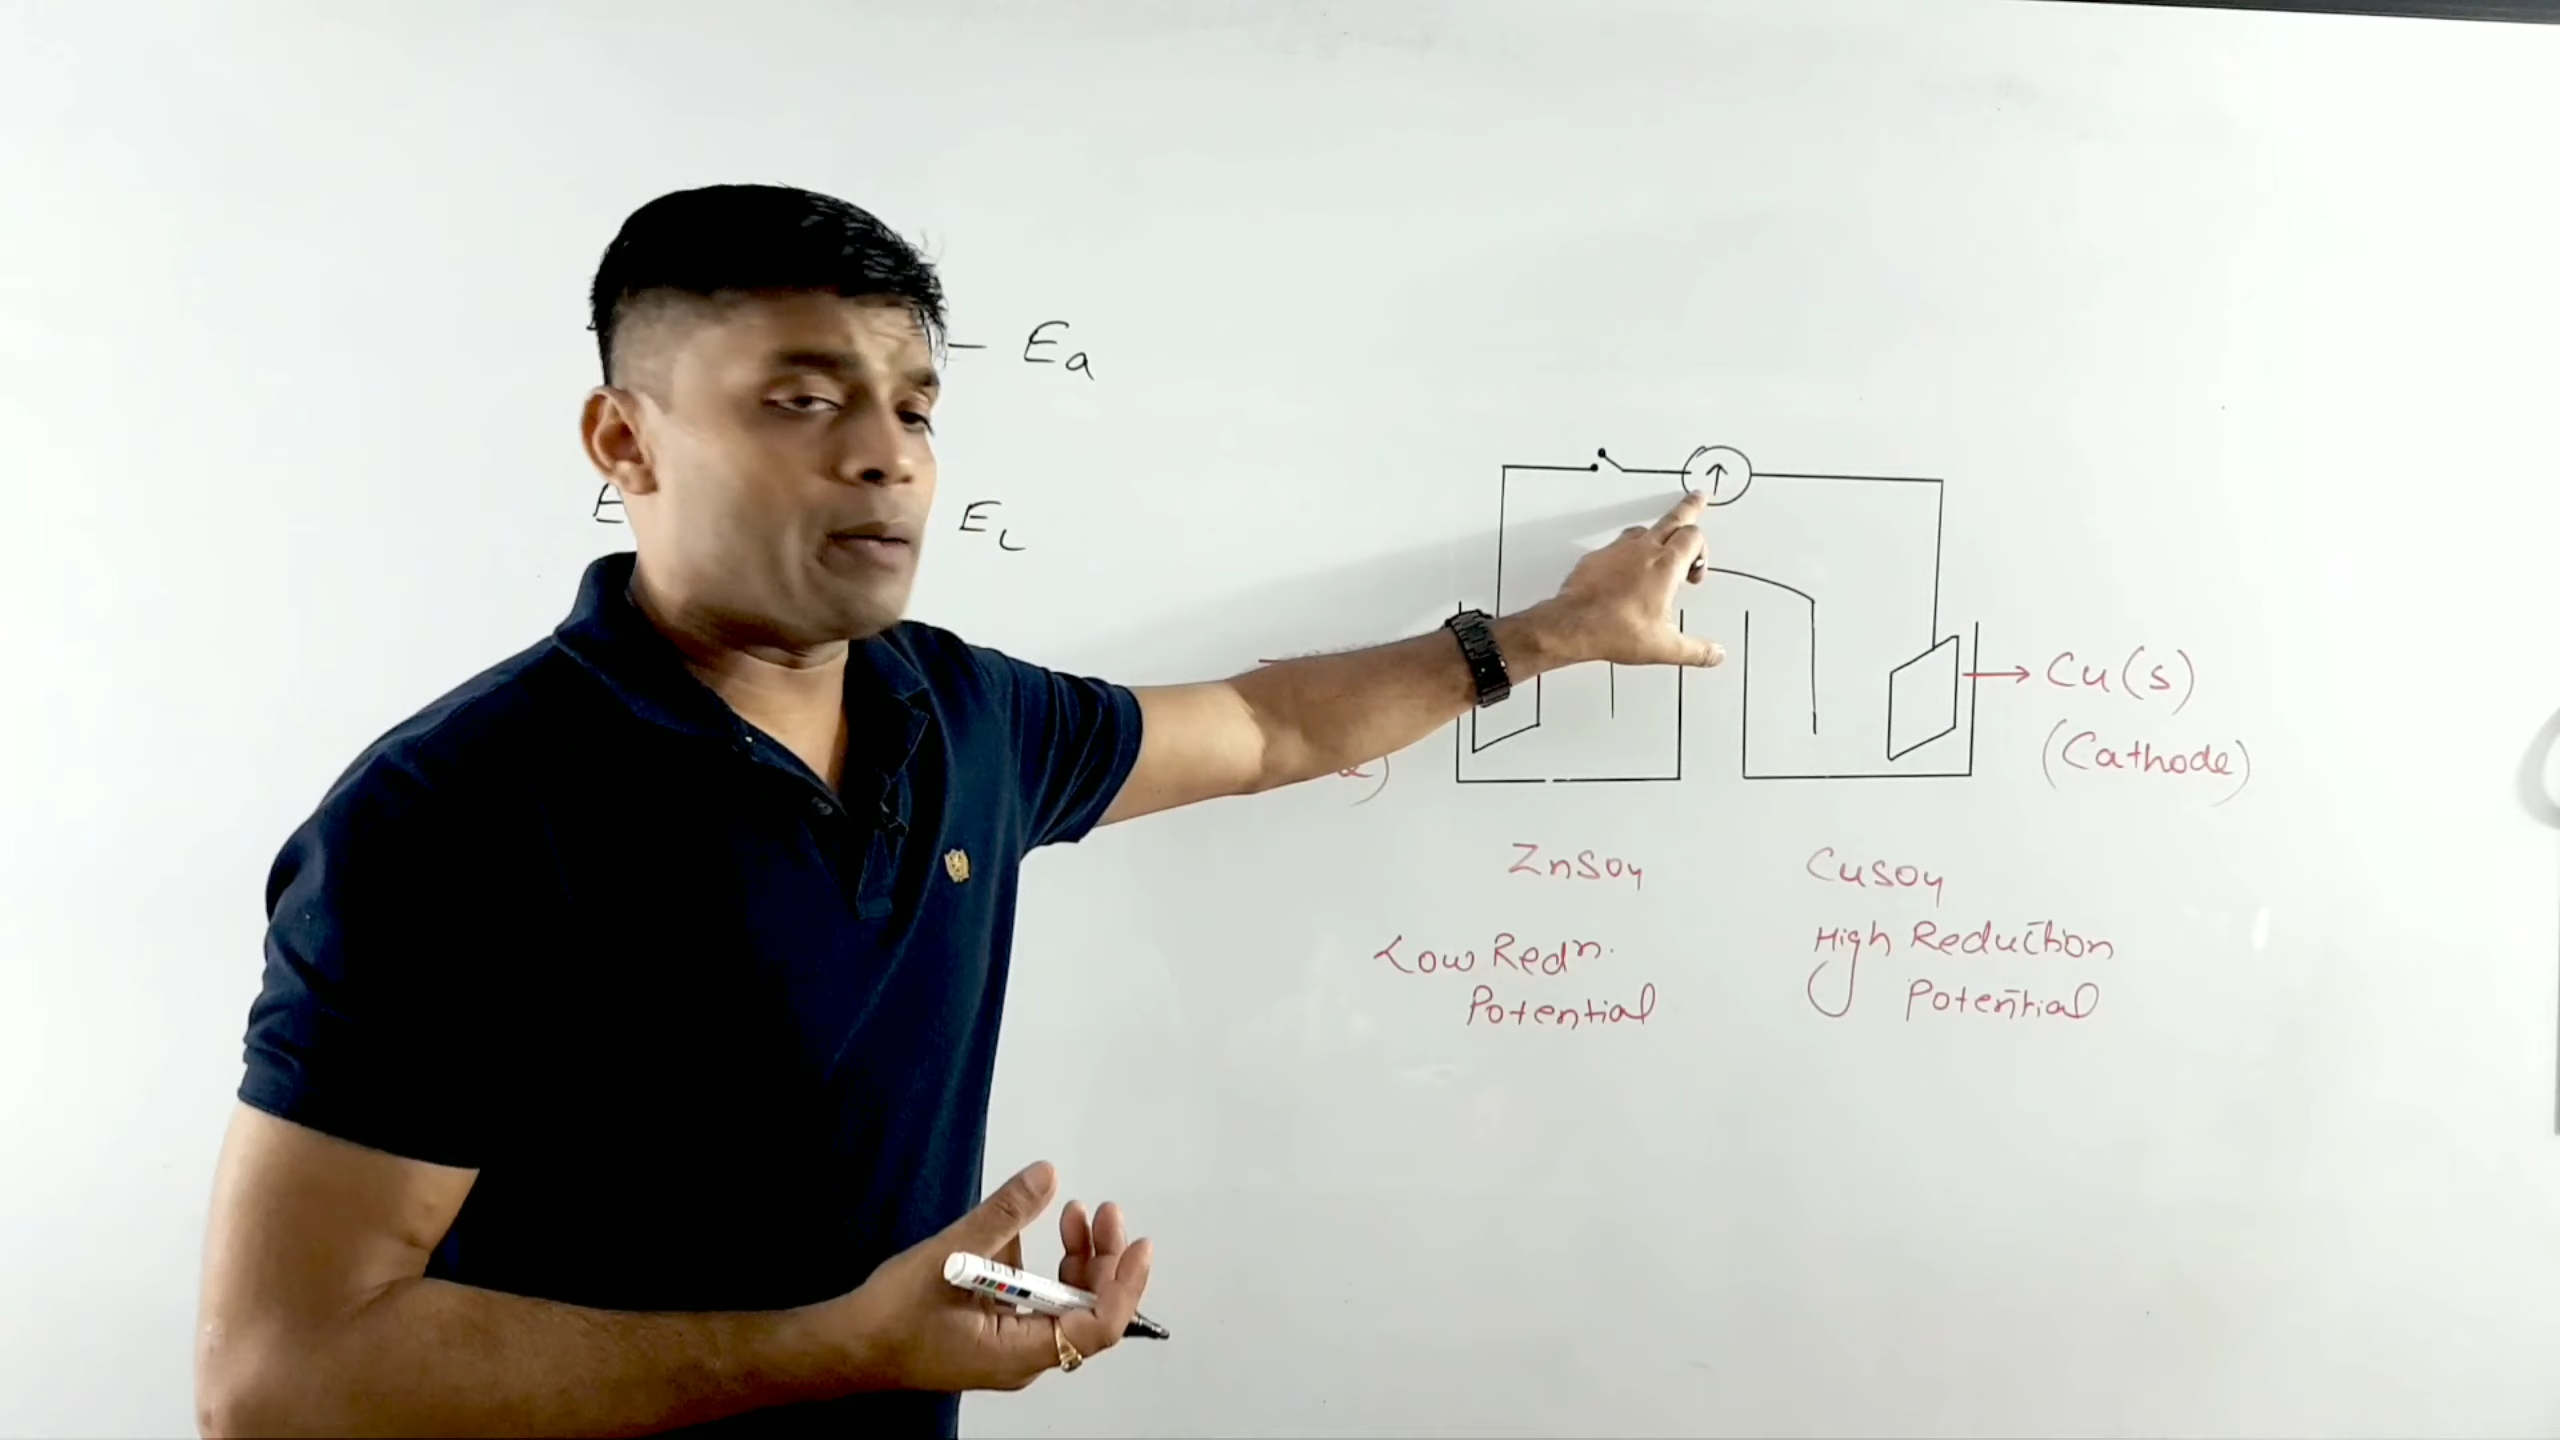 – Ea
E
EL
Cu(s)
(Cathode)
ZnSO4
CuSO4
Low Redn.
Potential
High Reduction
Potential